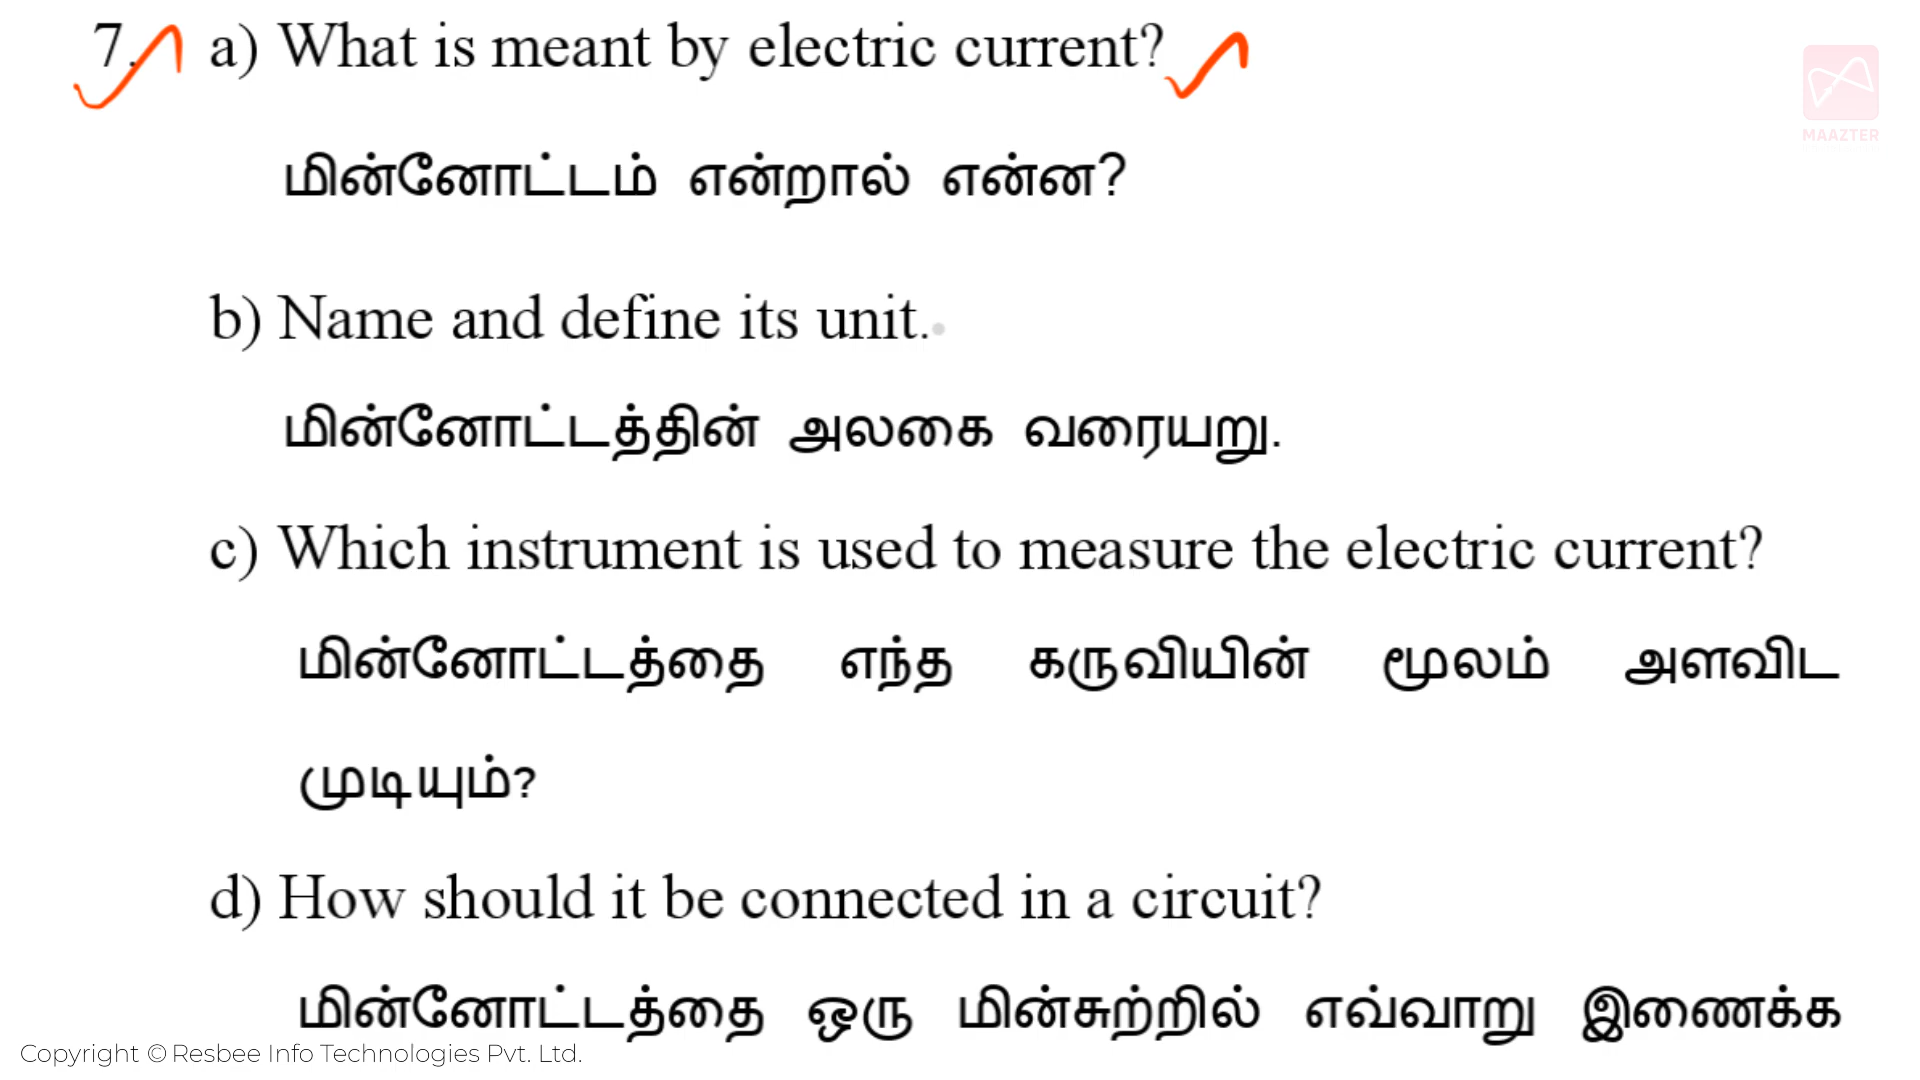 7. a) What is meant by electric current?
MAAZTER
மின்னோட்டம் என்றால் என்ன?
b) Name and define its unit.
மின்னோட்டத்தின் அலகை வரையறு.
c) Which instrument is used to measure the electric current?
மின்னோட்டத்தை எந்த கருவியின் மூலம் அளவிட
முடியும்?
d) How should it be connected in a circuit?
மின்னோட்டத்தை ஒரு மின்சுற்றில் எவ்வாறு இணைக்க
Copyright © Resbee Info Technologies Pvt. Ltd.